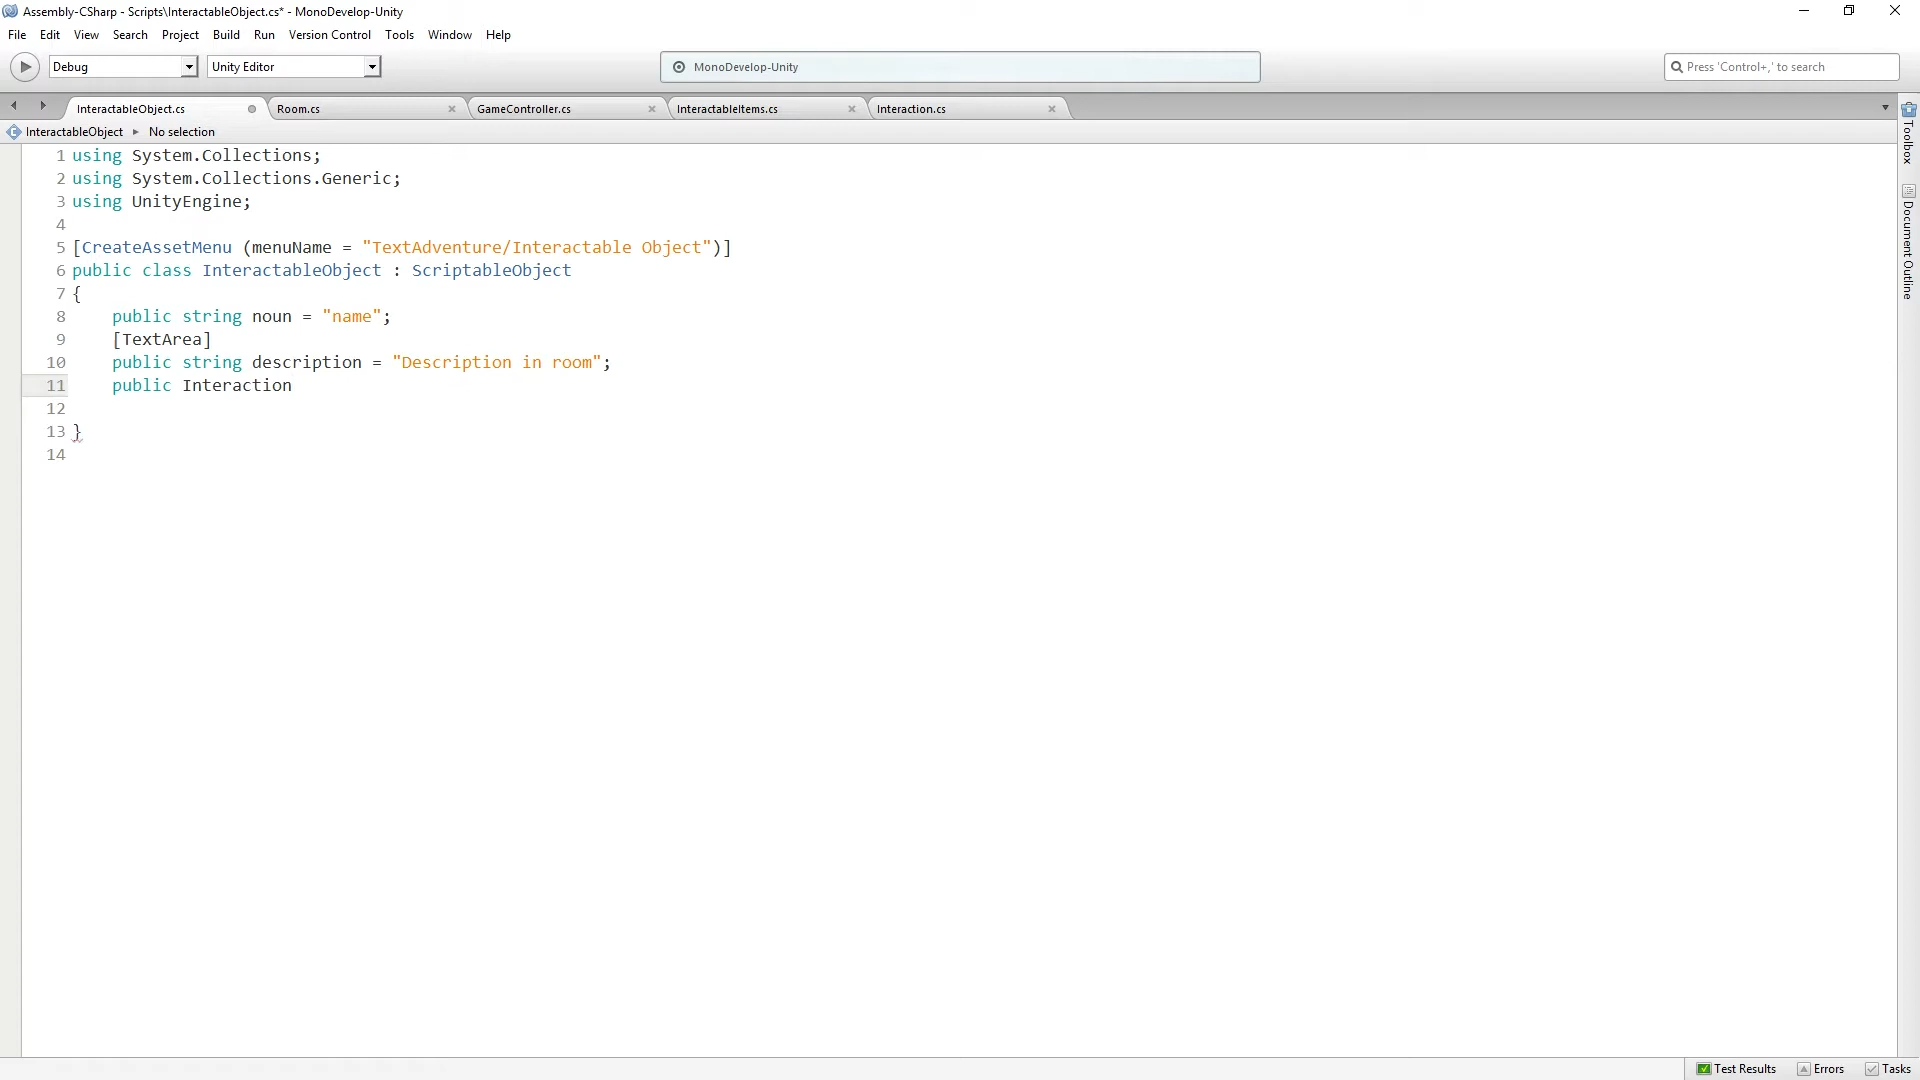 Assembly-CSharp - Scripts\InteractableObject.cs* - MonoDevelop-Unity
File Edit View Search Project Build Run Version Control Tools Window Help
Debug Unity Editor MonoDevelop-Unity Press 'Control+,' to search
InteractableObject.cs Room.cs GameController.cs InteractableItems.cs Interaction.cs
InteractableObject No selection
1 using System.Collections;
2 using System.Collections.Generic;
3 using UnityEngine;
4
5 [CreateAssetMenu (menuName = "TextAdventure/Interactable Object")]
6 public class InteractableObject : ScriptableObject
7 {
8 public string noun = "name";
9 [TextArea]
10 public string description = "Description in room";
11 public Interaction
12
13 }
14
Toolbox
Document Outline
Test Results Errors Tasks